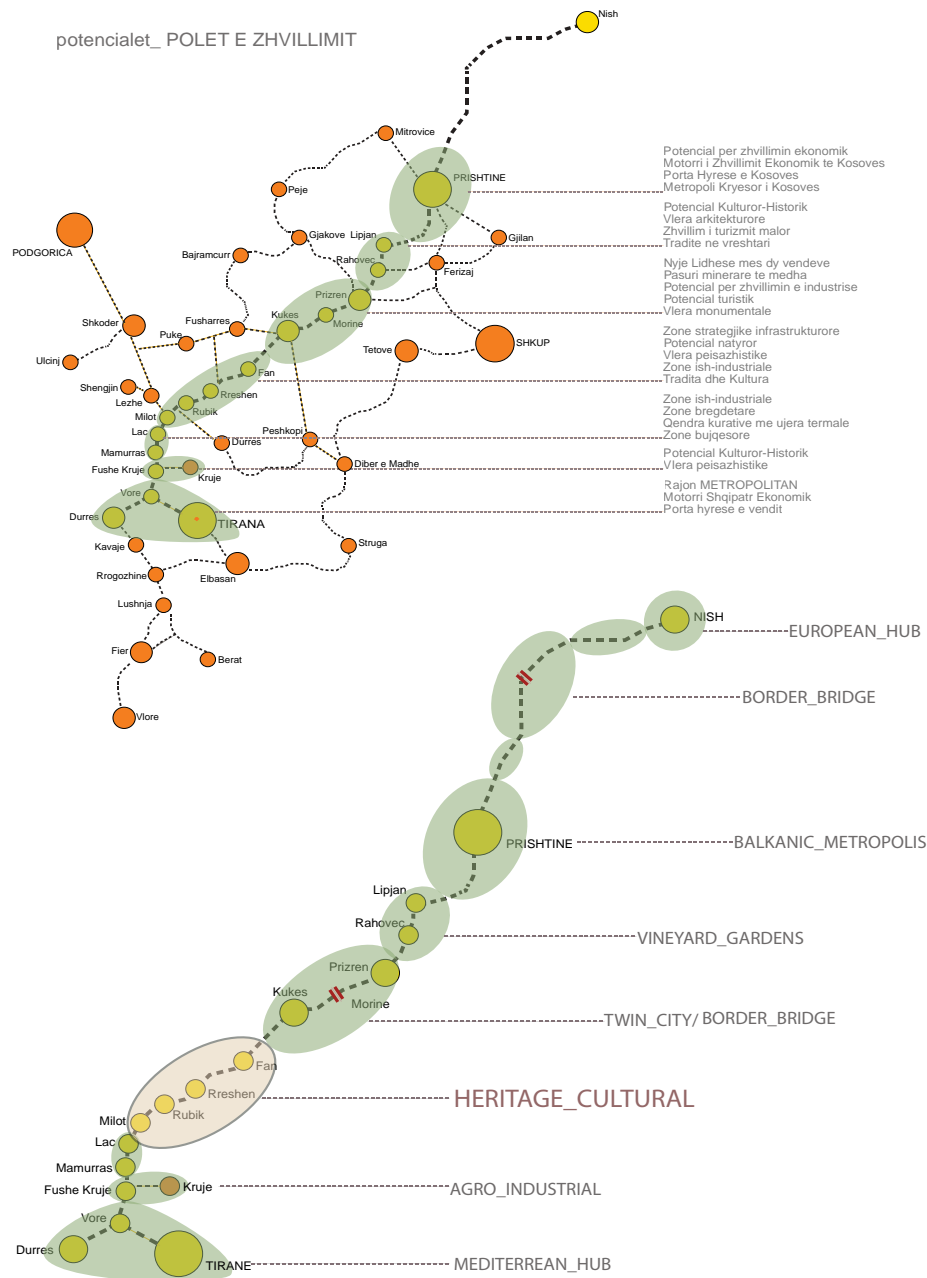 potencialet_ POLET E ZHVILLIMIT
Nish
Mitrovice
PRISHTINE
Peje
Gjakove
Lipjan
Gjilan
PODGORICA
Bajramcurr
Rahovec
Ferizaj
Prizren
Kukes
Morine
Shkoder
Fusharres
Puke
Ulcinj
Tetove
SHKUP
Fan
Shengjin
Lezhe
Rreshen
Rubik
Milot
Lac
Durres
Peshkopi
Mamurras
Diber e Madhe
Fushe Kruje
Kruje
Vore
Durres
TIRANA
Kavaje
Struga
Rrogozhine
Elbasan
Lushnja
Fier
Berat
Vlore
Potencial per zhvillimin ekonomik
Motorri i Zhvillimit Ekonomik te Kosoves
Porta Hyrese e Kosoves
Metropoli Kryesor i Kosoves
Potencial Kulturor-Historik
Vlera arkitekturore
Zhvillim i turizmit malor
Tradite ne vreshtari
Nyje Lidhese mes dy vendeve
Pasuri minerare te medha
Potencial per zhvillimin e industrise
Potencial turistik
Vlera monumentale
Zone strategjike infrastrukturore
Potencial natyror
Vlera peisazhistike
Zone ish-industriale
Tradita dhe Kultura
Zone ish-industriale
Zone bregdetare
Qendra kurative me ujera termale
Zone bujqesore
Potencial Kulturor-Historik
Vlera peisazhistike
Rajon METROPOLITAN
Motorri Shqipatr Ekonomik
Porta hyrese e vendit
NISH
EUROPEAN_HUB
BORDER_BRIDGE
PRISHTINE
BALKANIC_METROPOLIS
Lipjan
Rahovec
VINEYARD_GARDENS
Prizren
Kukes
Morine
TWIN_CITY/ BORDER_BRIDGE
Fan
Rreshen
HERITAGE_CULTURAL
Rubik
Milot
Lac
Mamurras
Fushe Kruje
Kruje
AGRO_INDUSTRIAL
Vore
Durres
TIRANE
MEDITERREAN_HUB